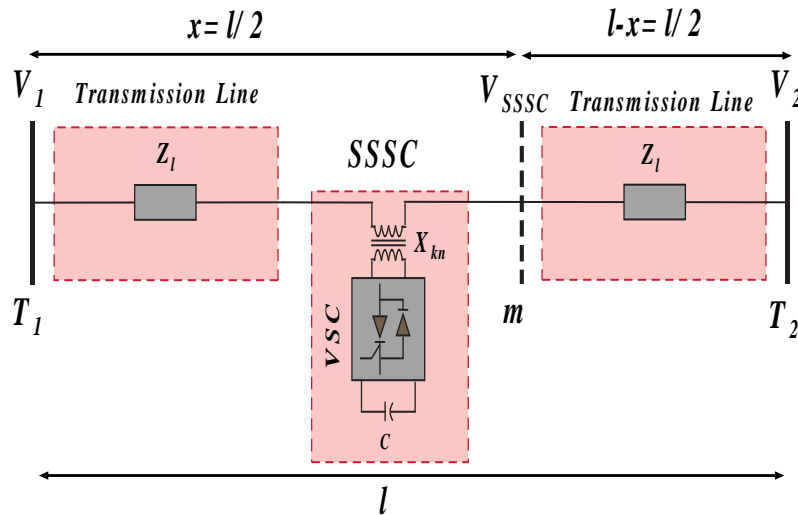 x=l/2
l-x=l/2
V1
Transmission Line
VSSSC
Transmission Line
V2
Zl
SSSC
Zl
Xkn
T1
VSC
m
T2
C
l